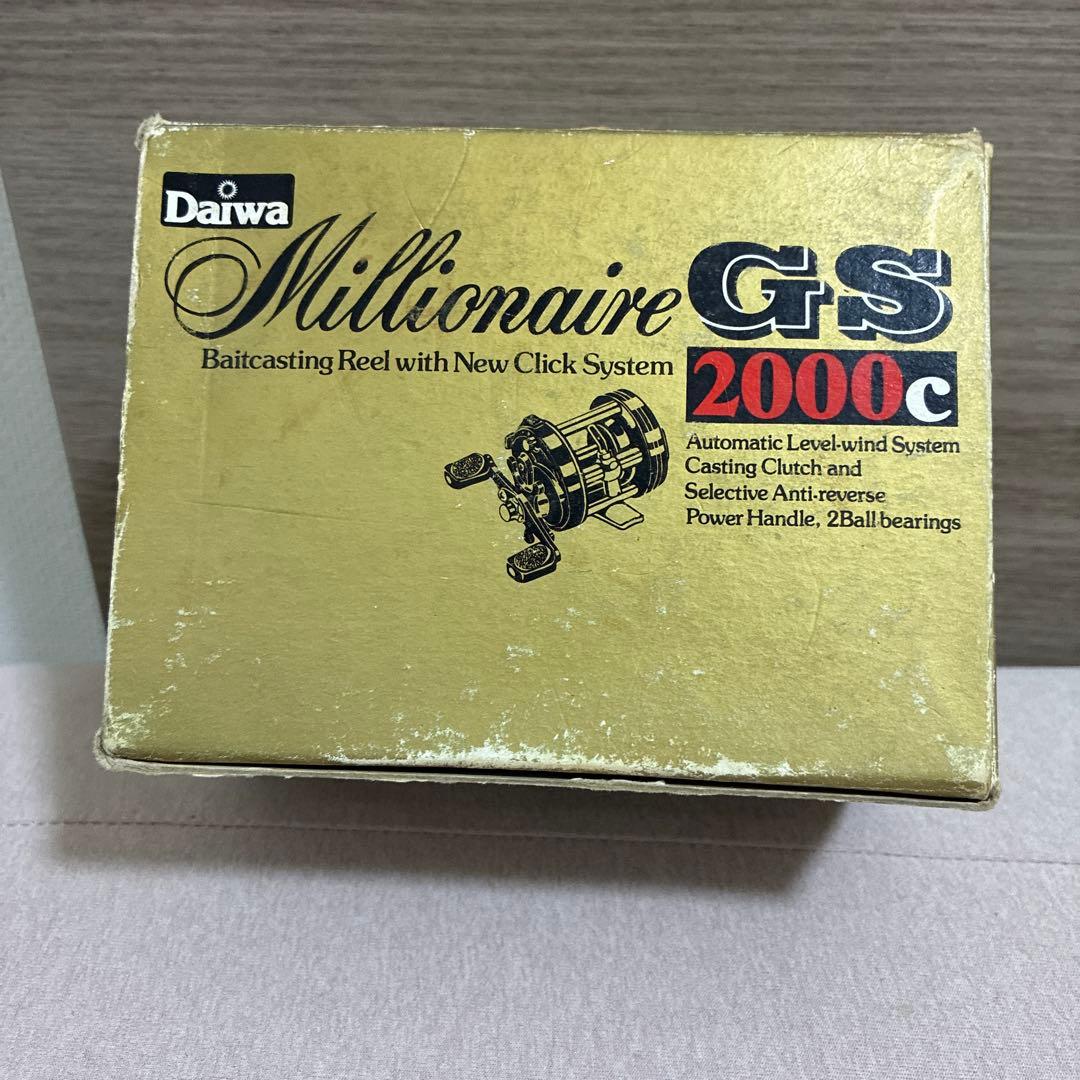 Daiwa
Millionaire GS
Baitcasting Reel with New Click System
2000c
Automatic Level-wind System
Casting Clutch and
Selective Anti-reverse
Power Handle, 2Ball bearings